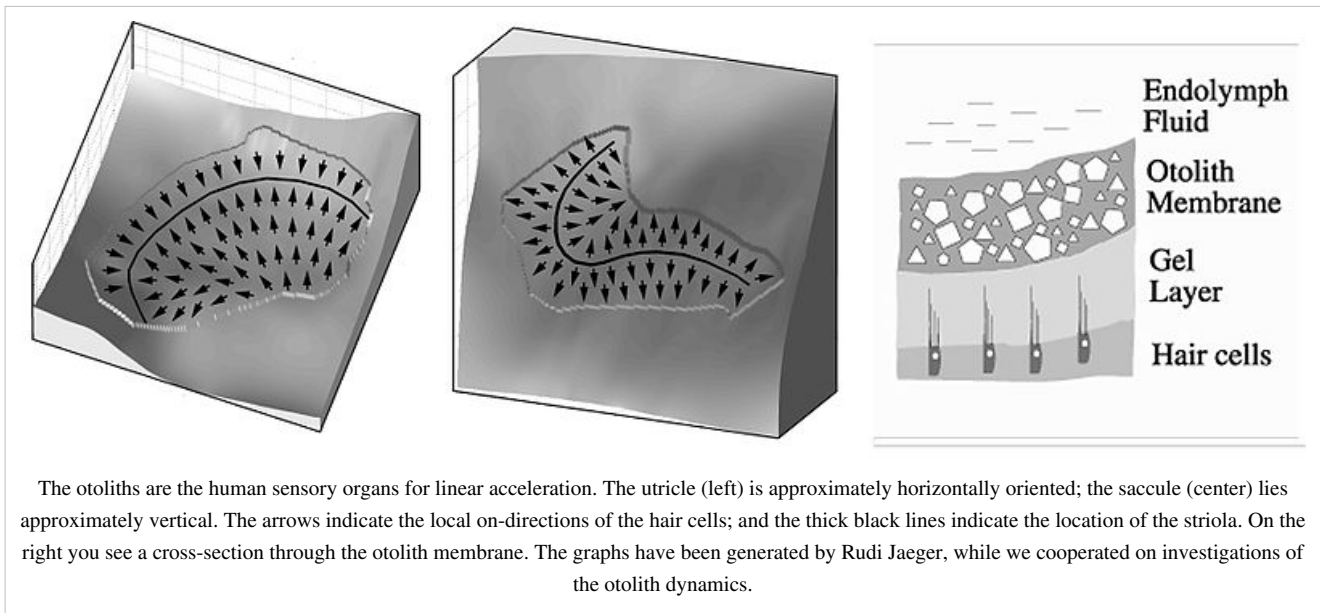 Endolymph
Fluid
Otolith
Membrane
Gel
Layer
Hair cells
The otoliths are the human sensory organs for linear acceleration. The utricle (left) is approximately horizontally oriented; the saccule (center) lies
approximately vertical. The arrows indicate the local on-directions of the hair cells; and the thick black lines indicate the location of the striola. On the
right you see a cross-section through the otolith membrane. The graphs have been generated by Rudi Jaeger, while we cooperated on investigations of
the otolith dynamics.